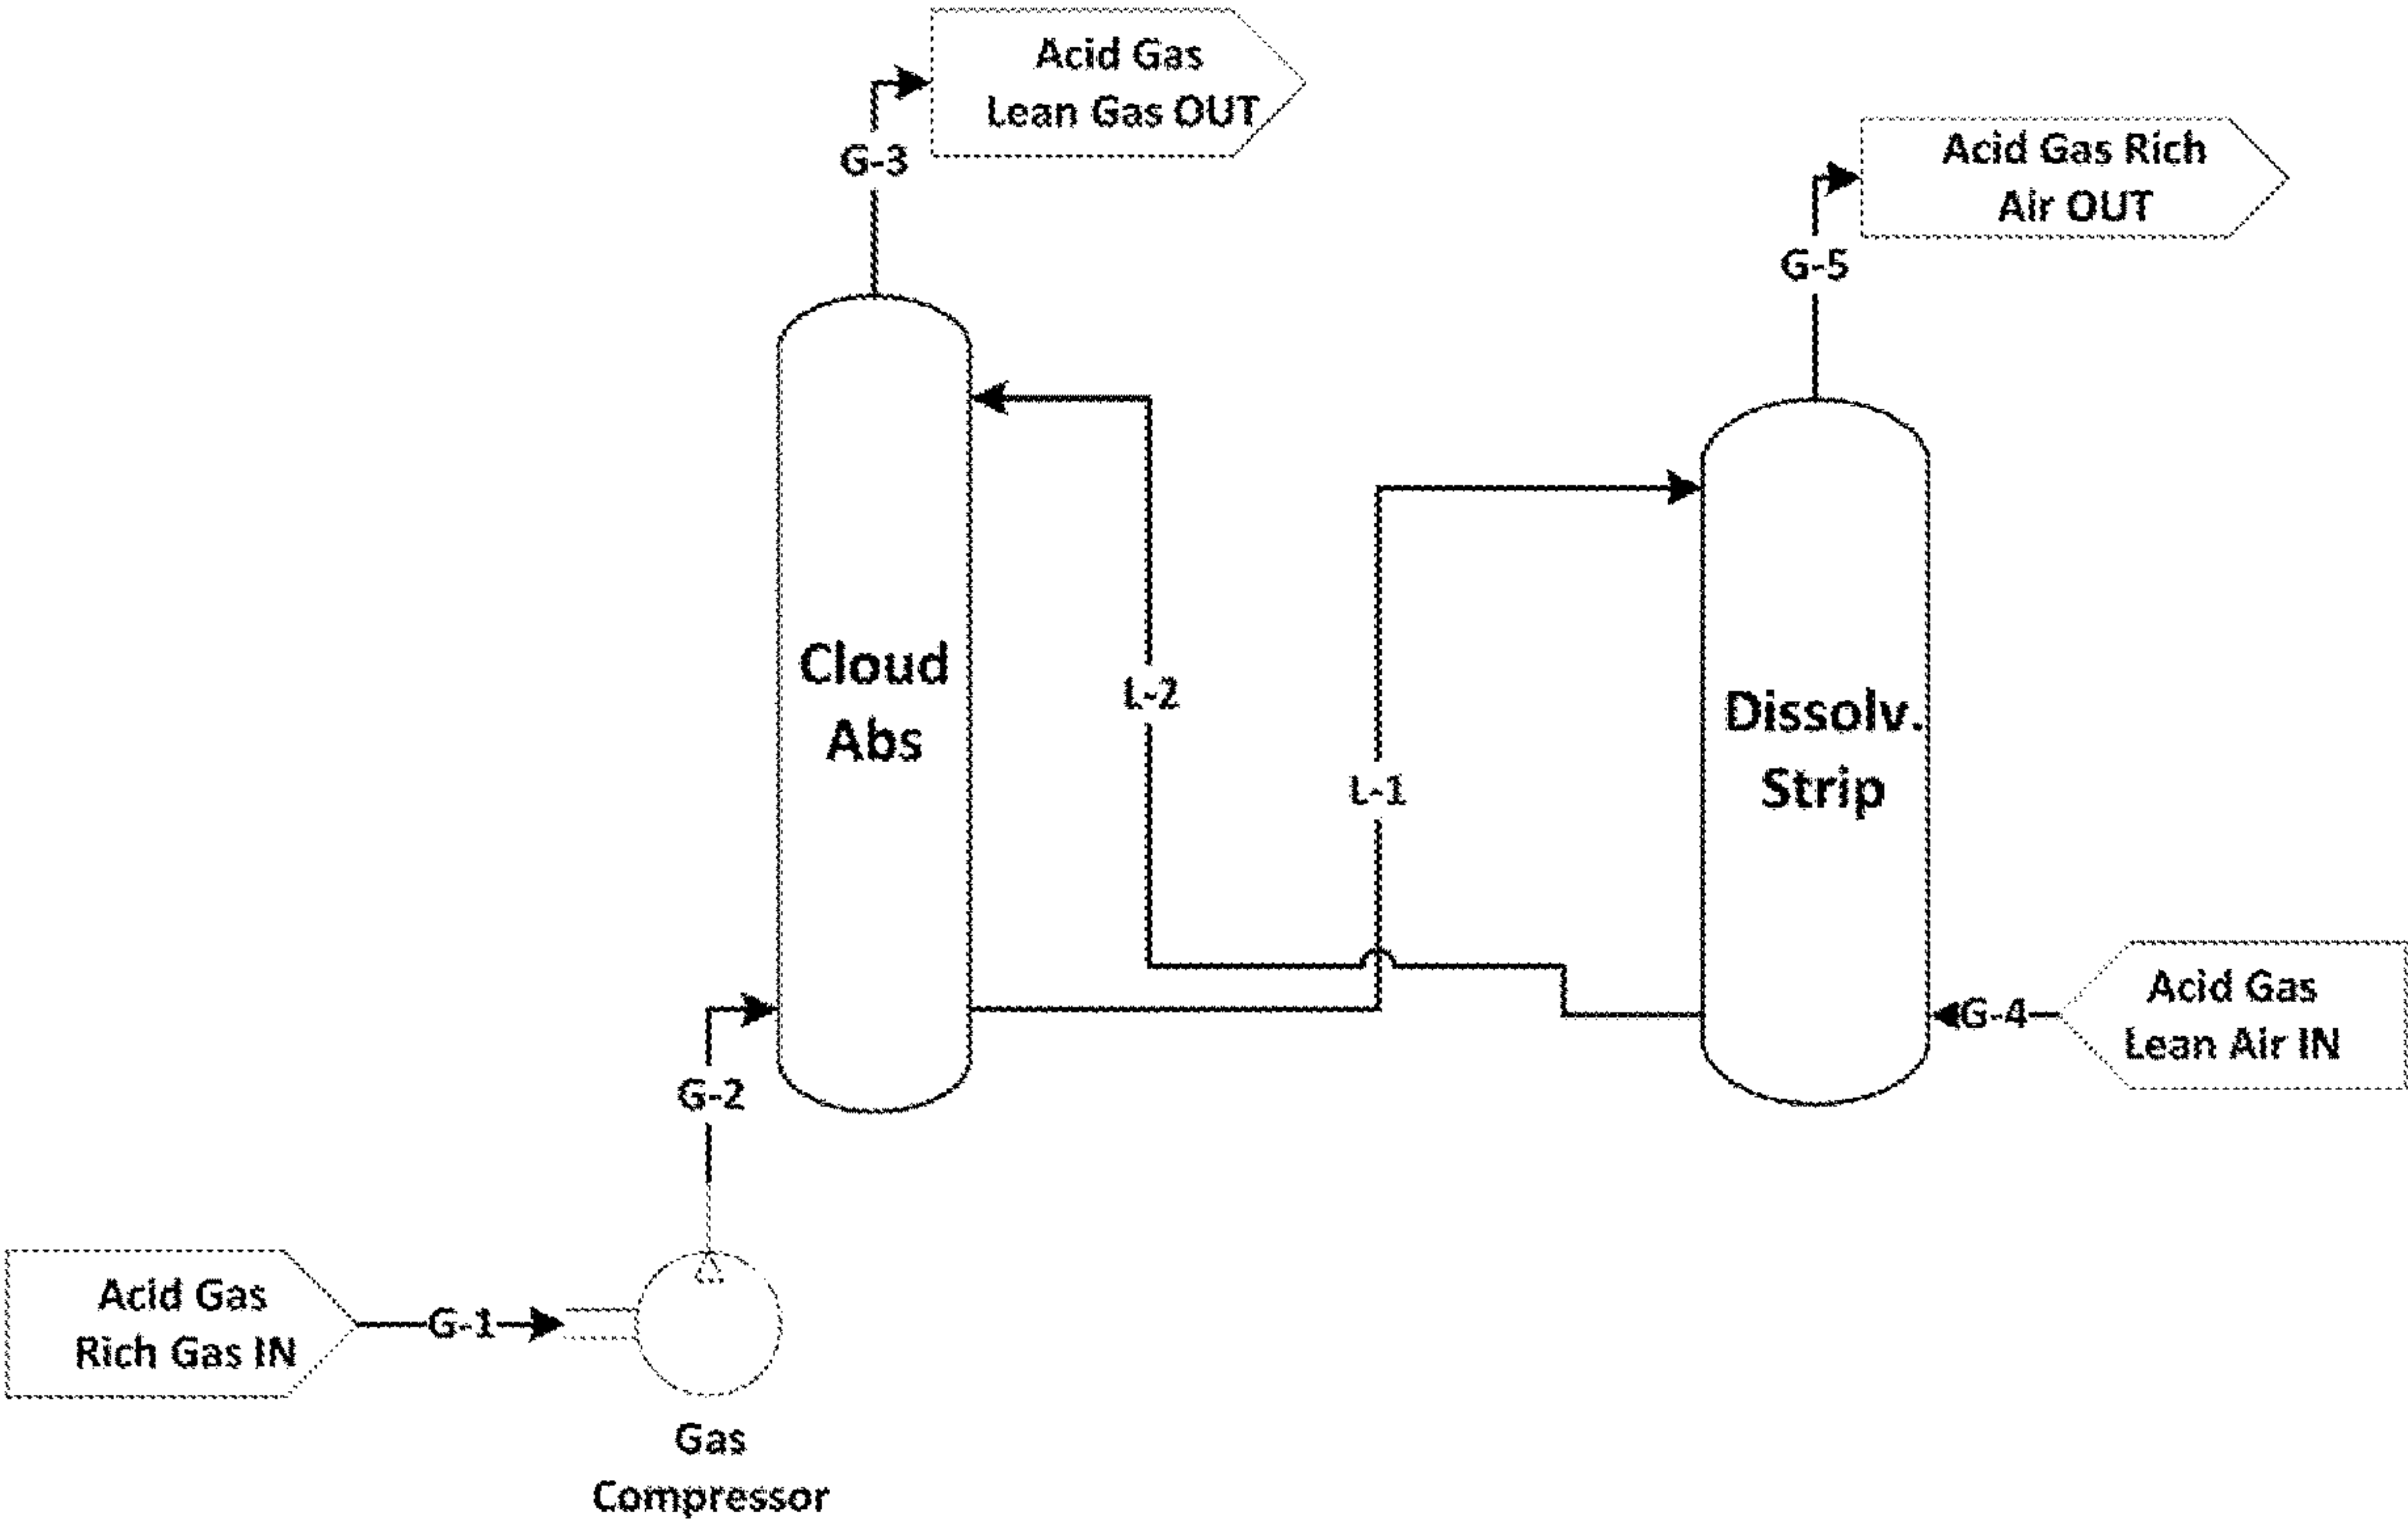 Acid Gas
Lean Gas OUT
G-3
Acid Gas Rich
Air OUT
G-5
Cloud
Abs
L-2
L-1
Dissolv.
Strip
Acid Gas
Lean Air IN
G-4
G-2
Acid Gas
Rich Gas IN
G-1
Gas
Compressor